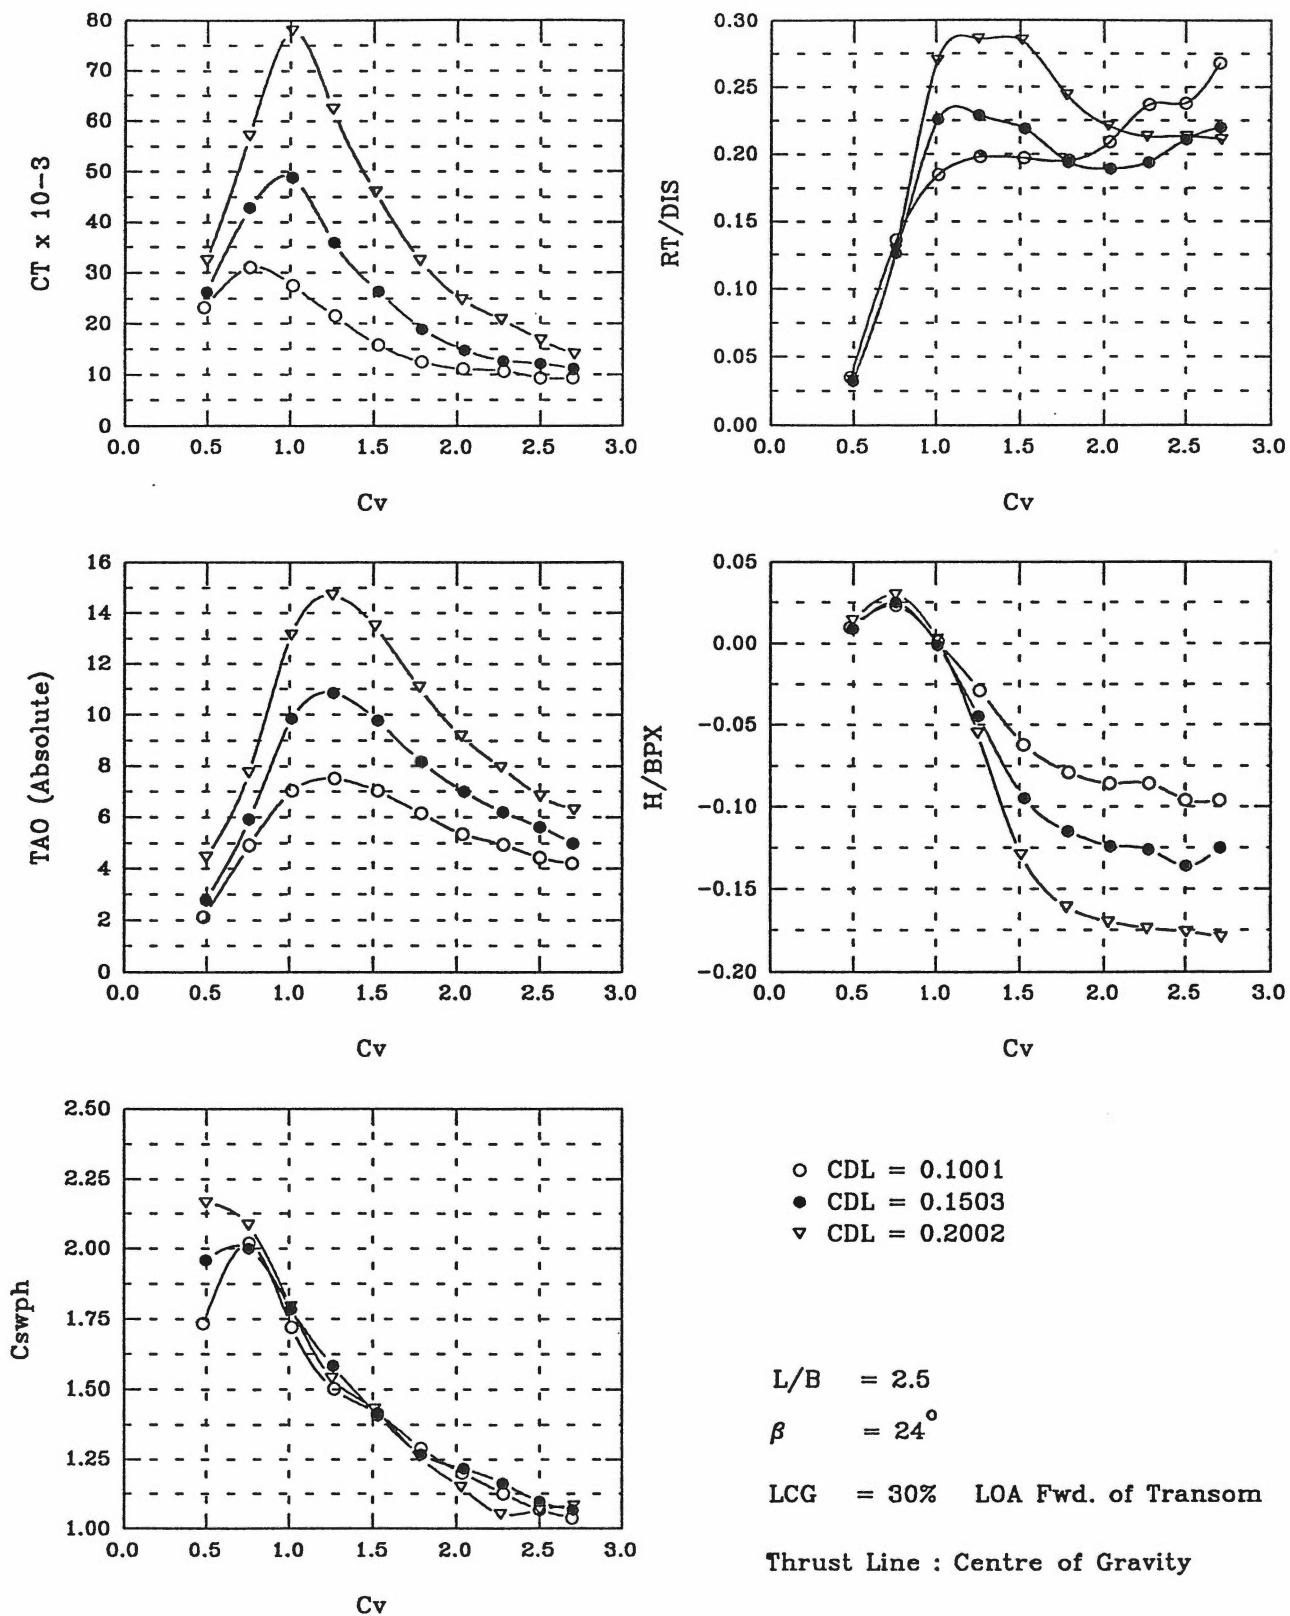 80
70
60
50
40
30
20
10
0
CT x 10-3
0.0 0.5 1.0 1.5 2.0 2.5 3.0
Cv
0.30
0.25
0.20
0.15
0.10
0.05
0.00
RT/DIS
0.0 0.5 1.0 1.5 2.0 2.5 3.0
Cv
16
14
12
10
8
6
4
2
0
TAO (Absolute)
0.0 0.5 1.0 1.5 2.0 2.5 3.0
Cv
0.05
0.00
-0.05
-0.10
-0.15
-0.20
H/BPX
0.0 0.5 1.0 1.5 2.0 2.5 3.0
Cv
2.50
2.25
2.00
1.75
1.50
1.25
1.00
Cswph
0.0 0.5 1.0 1.5 2.0 2.5 3.0
Cv
CDL = 0.1001
CDL = 0.1503
CDL = 0.2002
L/B = 2.5
β = 24°
LCG = 30% LOA Fwd. of Transom
Thrust Line : Centre of Gravity